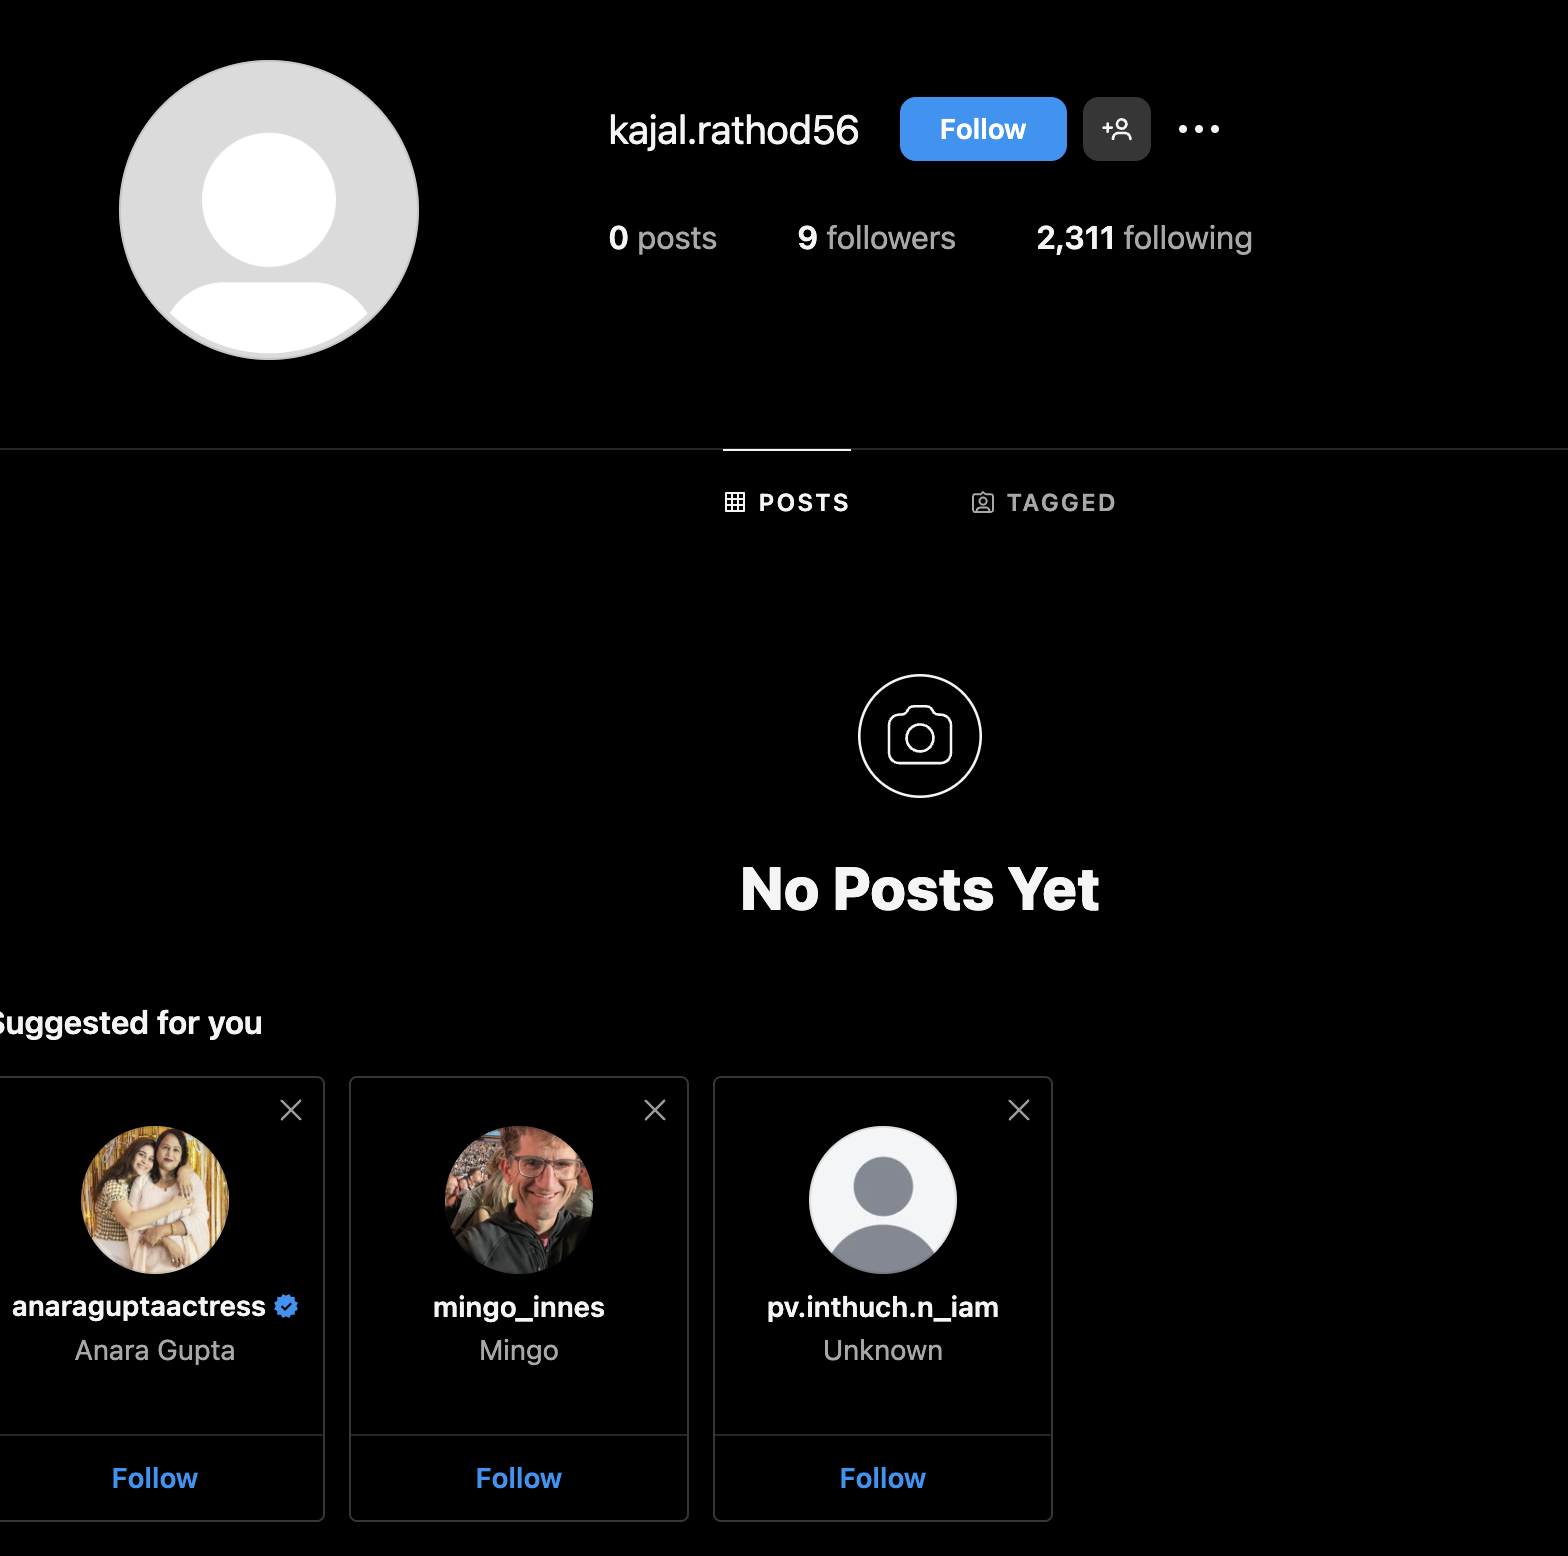 kajal.rathod56 Follow
0 posts 9 followers 2,311 following
POSTS TAGGED
No Posts Yet
Suggested for you
anaraguptaactress mingo_innes pv.inthuch.n_iam
Anara Gupta Mingo Unknown
Follow Follow Follow